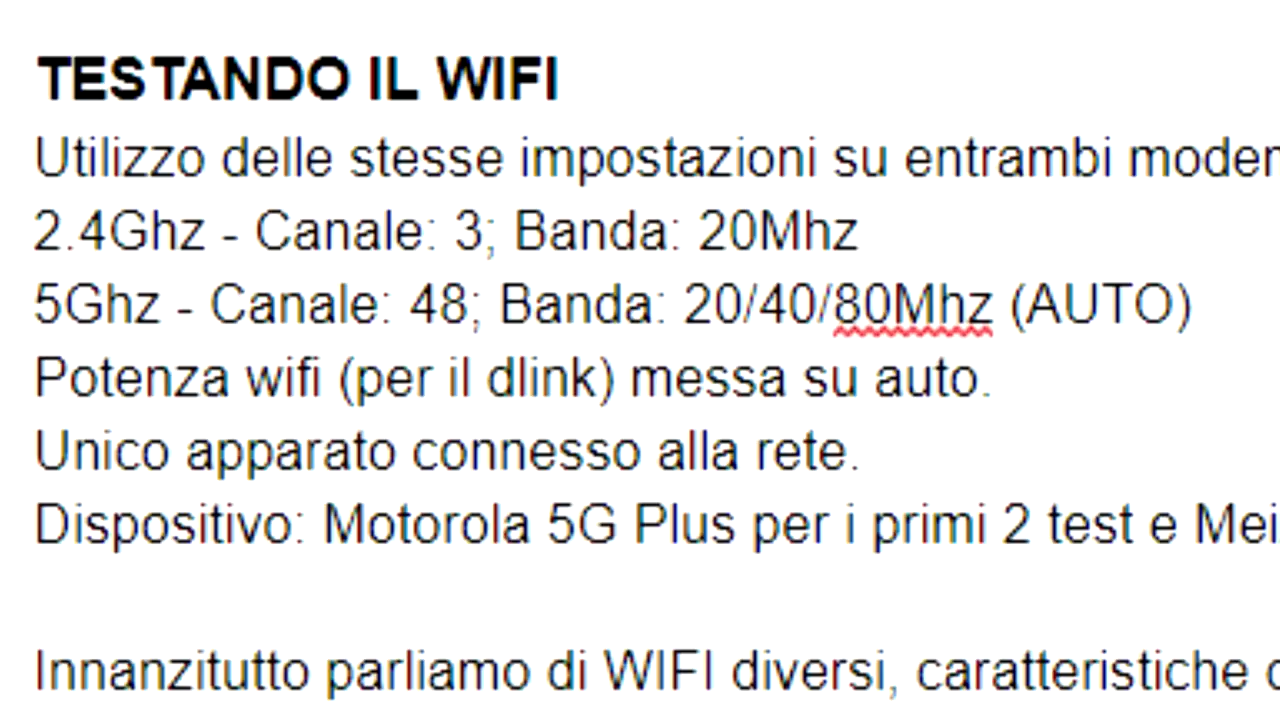 TESTANDO IL WIFI
Utilizzo delle stesse impostazioni su entrambi
2.4Ghz - Canale: 3; Banda: 20Mhz
5Ghz - Canale: 48; Banda: 20/40/80Mhz (AUTO)
Potenza wifi (per il dlink) messa su auto.
Unico apparato connesso alla rete.
Dispositivo: Motorola 5G Plus per i primi 2 test e Mei
Innanzitutto parliamo di WIFI diversi, caratteristiche